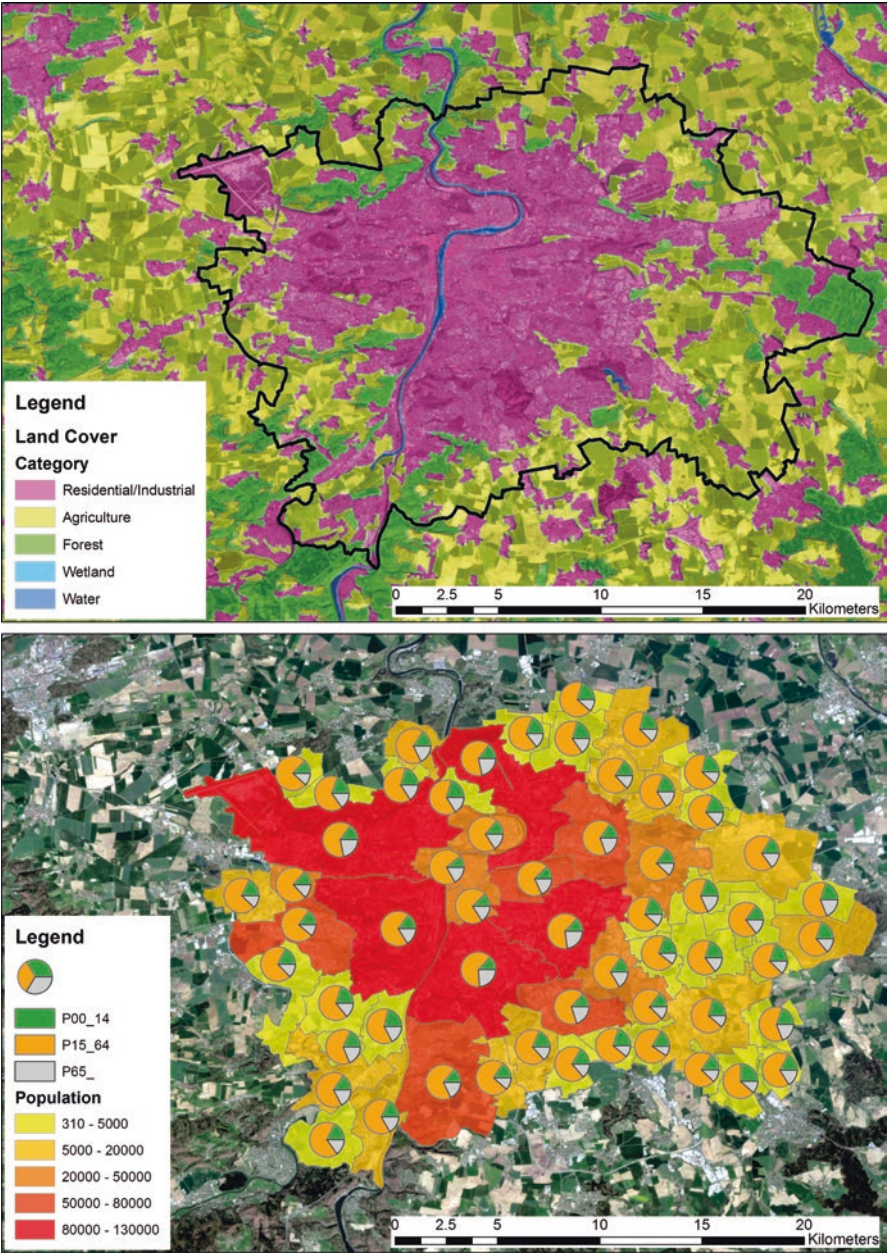 Legend
Land Cover
Category
Residential/Industrial
Agriculture
Forest
Wetland
Water
0 2.5 5 10 15 20
Kilometers
Legend
P00_14
P15_64
P65_
Population
310 - 5000
5000 - 20000
20000 - 50000
50000 - 80000
80000 - 130000
0 2.5 5 10 15 20
Kilometers